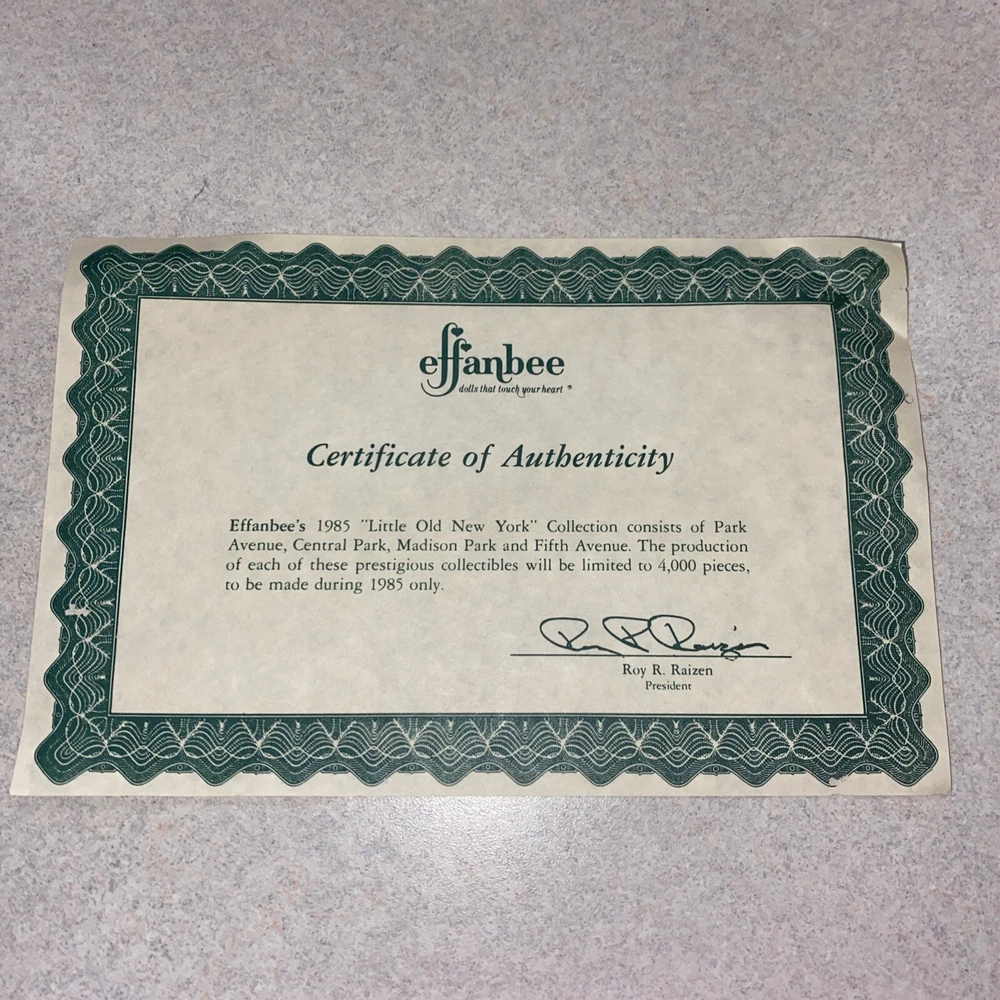 effanbee
dolls that touch your heart ®
Certificate of Authenticity
Effanbee's 1985 "Little Old New York" Collection consists of Park
Avenue, Central Park, Madison Park and Fifth Avenue. The production
of each of these prestigious collectibles will be limited to 4,000 pieces,
to be made during 1985 only.
Roy R. Raizen
Roy R. Raizen
President